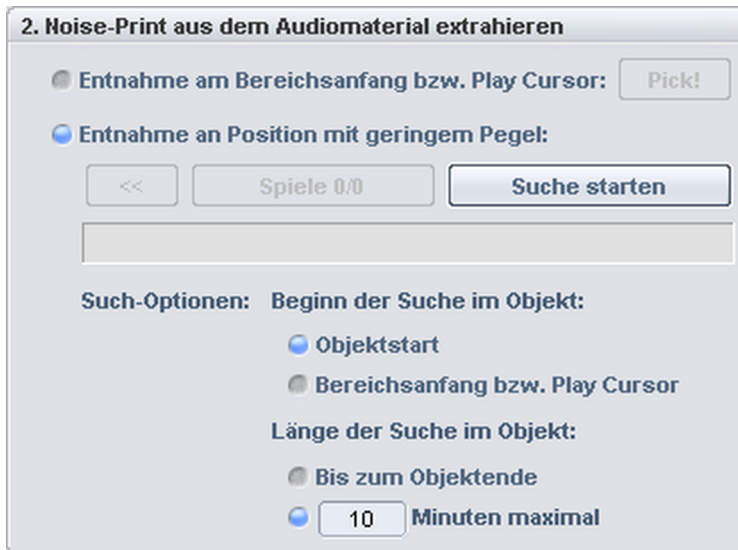 2. Noise-Print aus dem Audiomaterial extrahieren
Entnahme am Bereichsanfang bzw. Play Cursor: Pick!
Entnahme an Position mit geringem Pegel:
<< Spiele 0/0 Suche starten
Such-Optionen: Beginn der Suche im Objekt:
Objektstart
Bereichsanfang bzw. Play Cursor
Länge der Suche im Objekt:
Bis zum Objektende
10 Minuten maximal